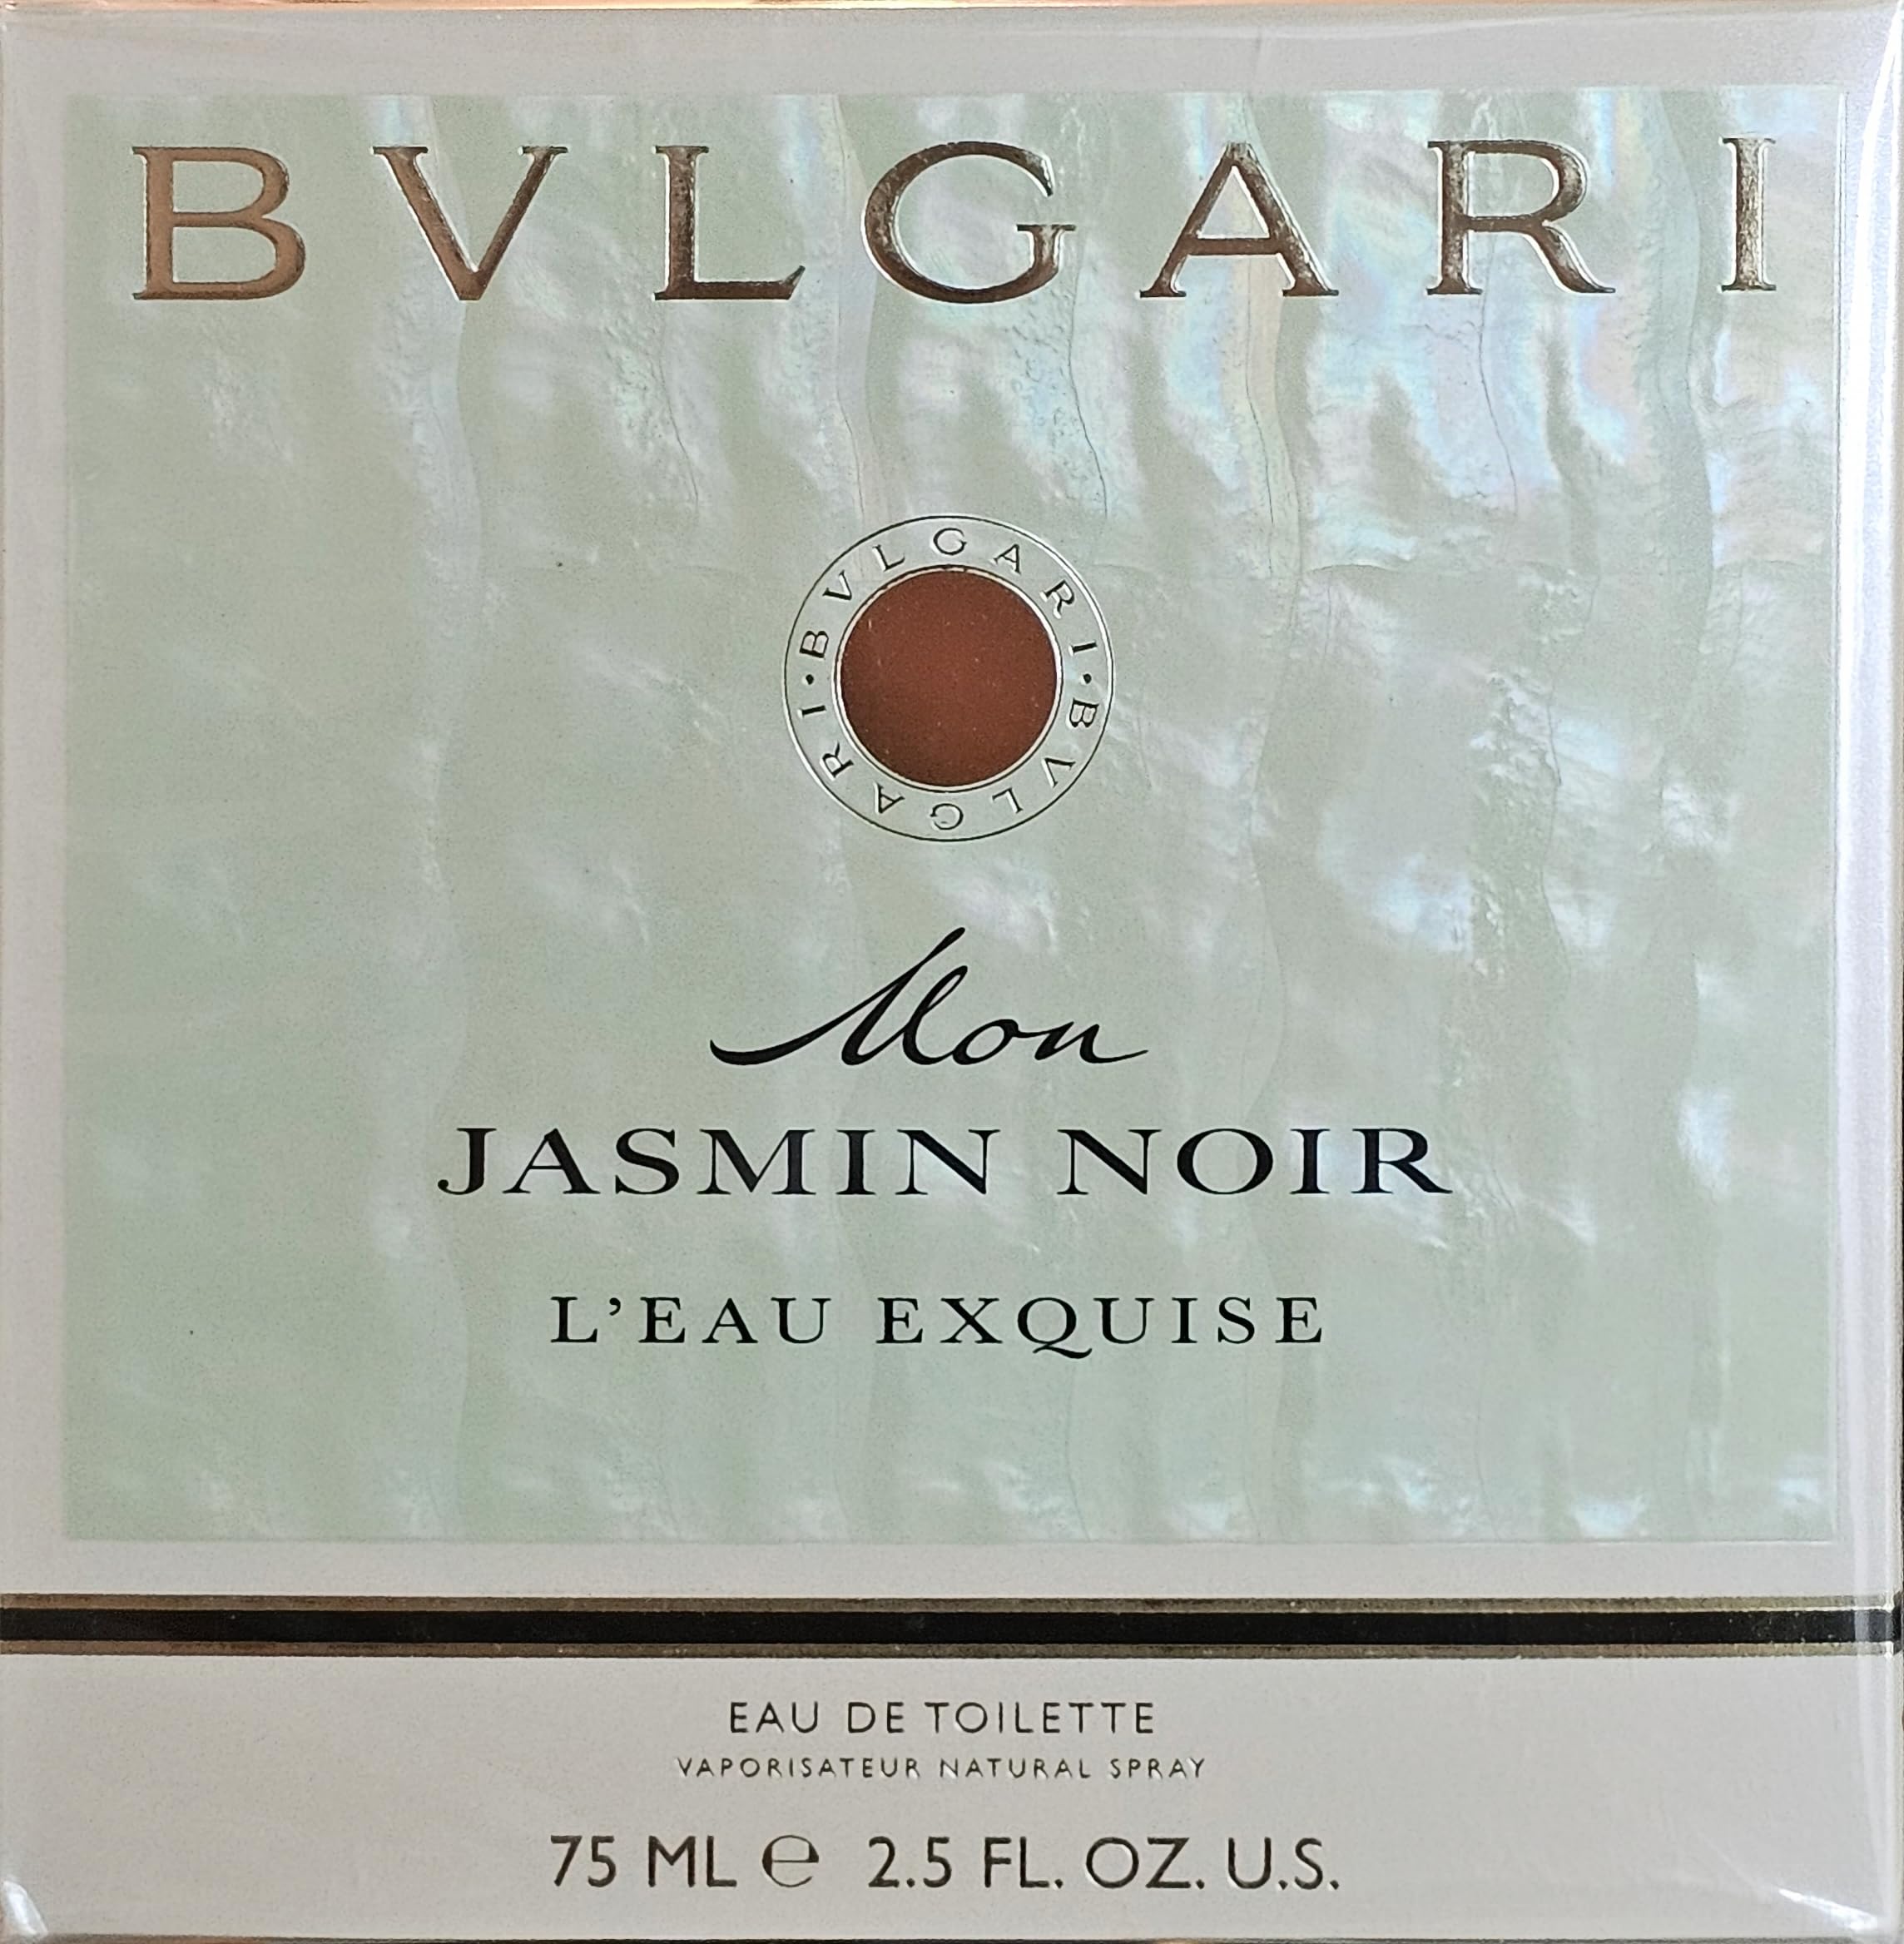 BVLGARI
BVLGARI · BVLGARI ·
Mon
JASMIN NOIR
L’EAU EXQUISE
EAU DE TOILETTE
VAPORISATEUR NATURAL SPRAY
75 ML ℮ 2.5 FL. OZ. U.S.